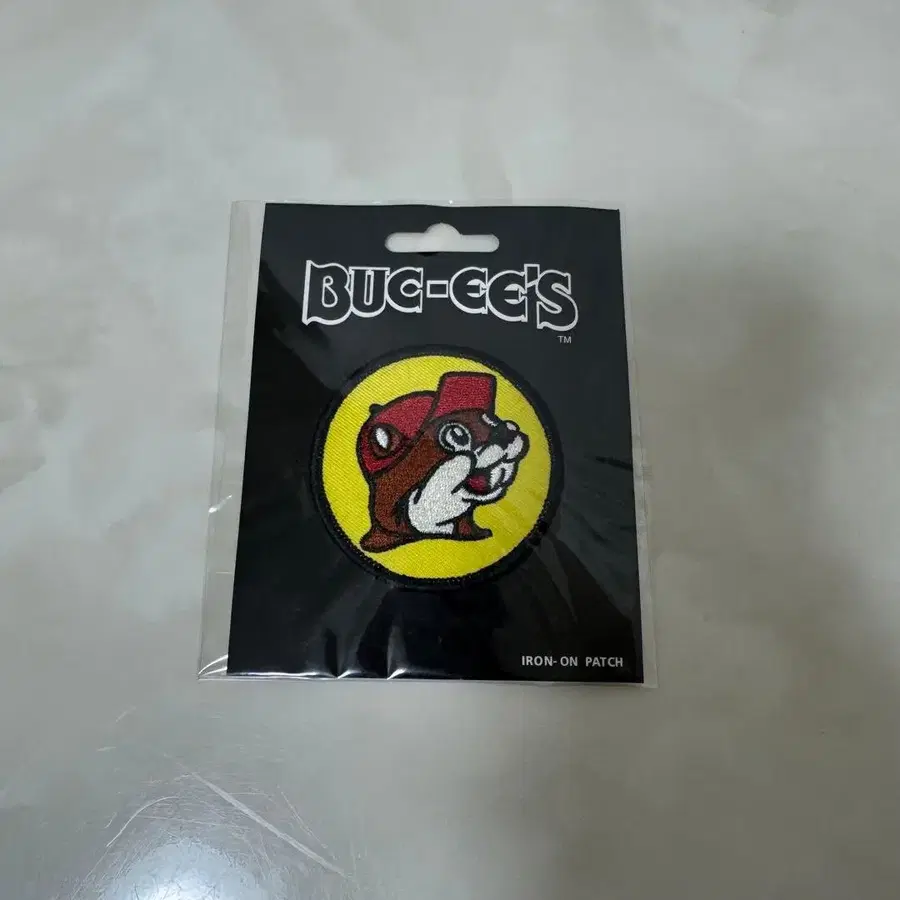 BUC-EE'S
TM
IRON-ON PATCH